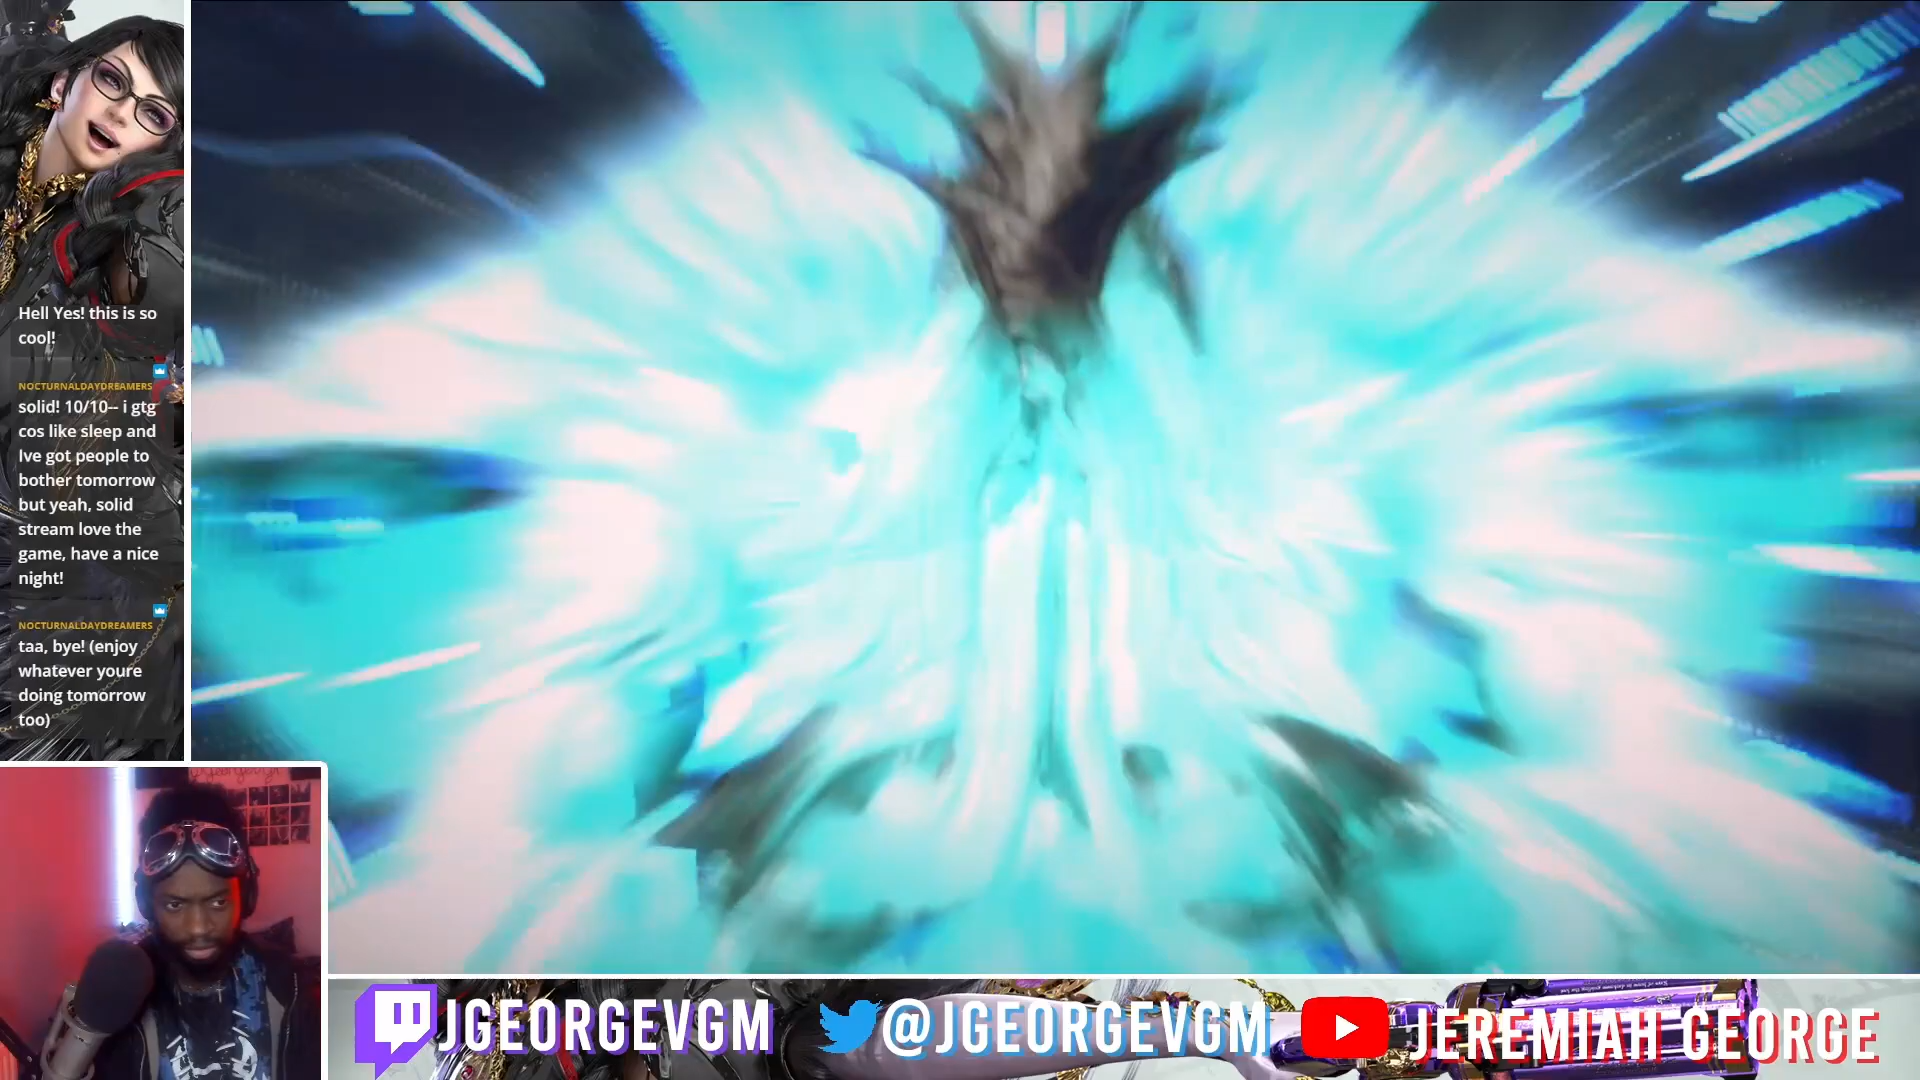 Hell Yes! this is so
cool!
NOCTURNALDAYDREAMERS
solid! 10/10-- i gtg
cos like sleep and
Ive got people to
bother tomorrow
but yeah, solid
stream love the
game, have a nice
night!
NOCTURNALDAYDREAMERS
taa, bye! (enjoy
whatever youre
doing tomorrow
too)
JGEORGEVGM
@JGEORGEVGM
JEREMIAH GEORGE